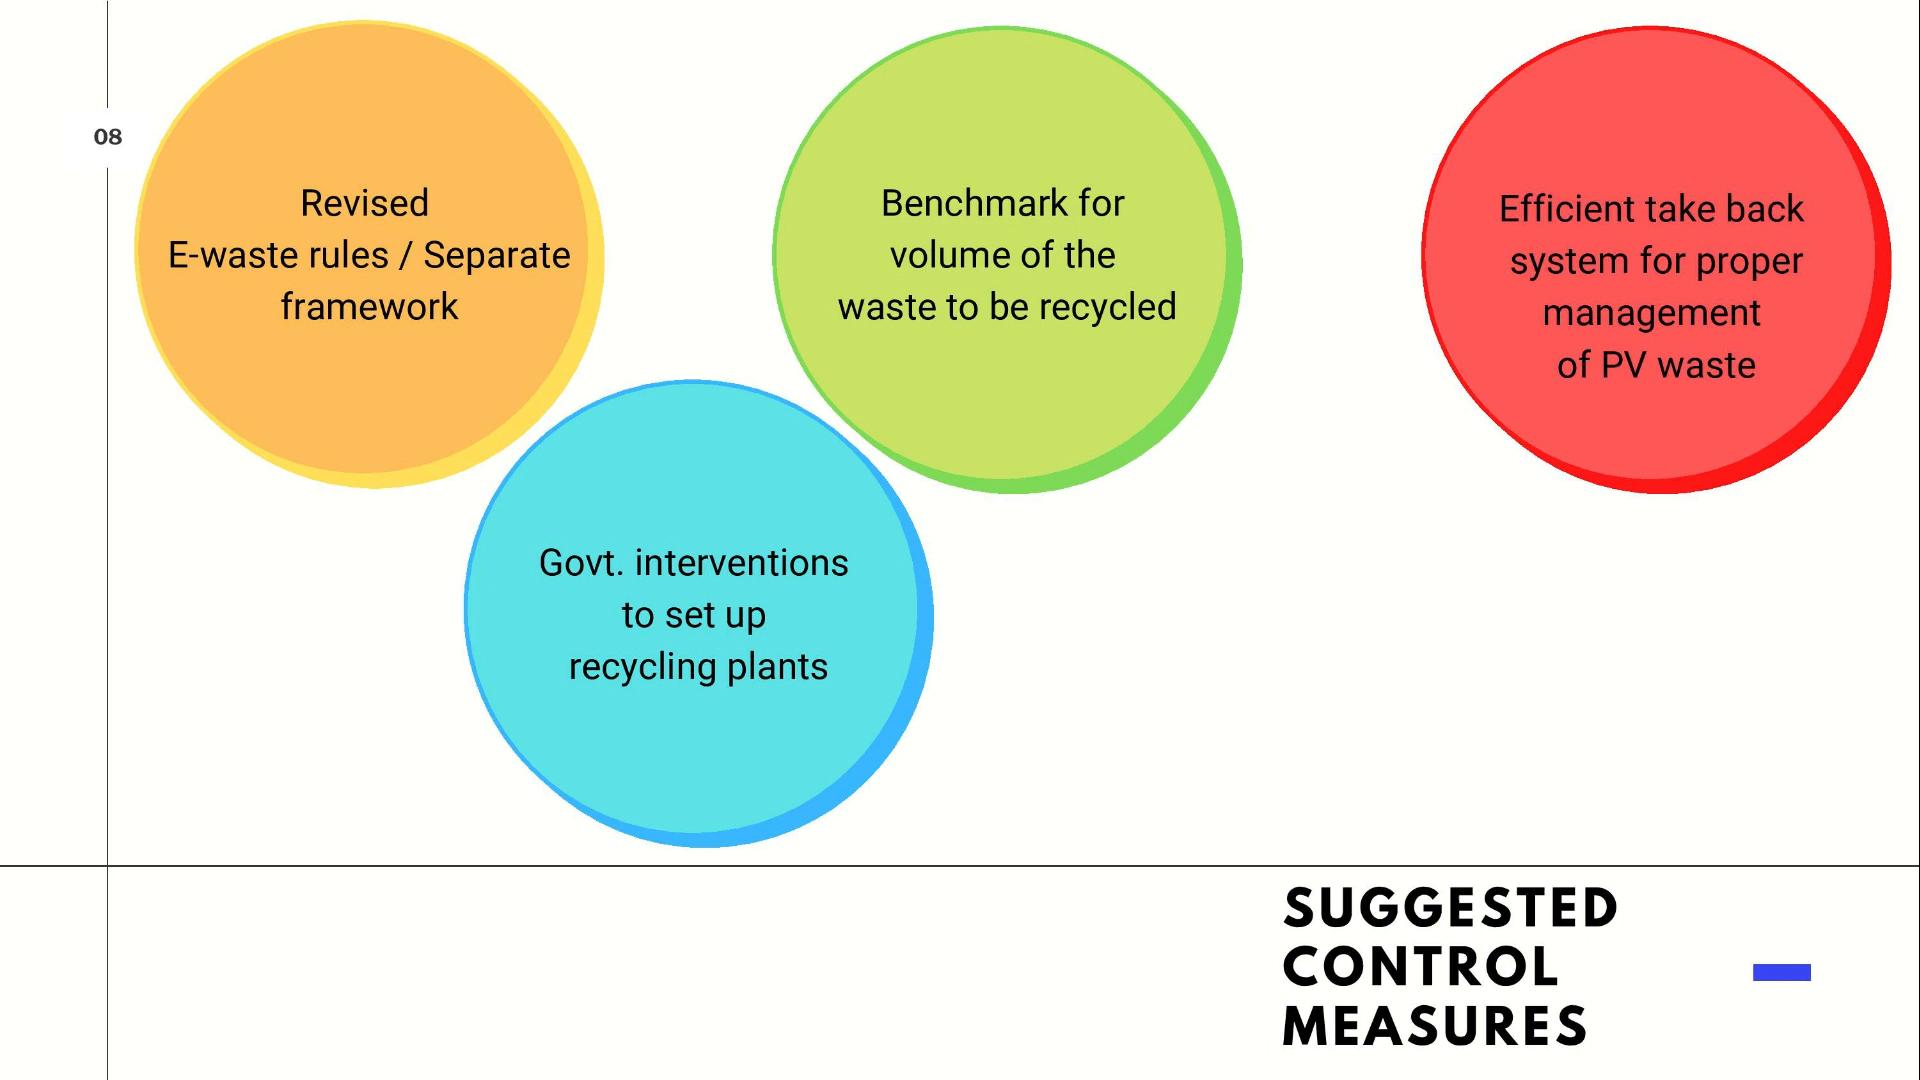 08
Revised
E-waste rules / Separate
framework
Benchmark for
volume of the
waste to be recycled
Efficient take back
system for proper
management
of PV waste
Govt. interventions
to set up
recycling plants
SUGGESTED
CONTROL
MEASURES